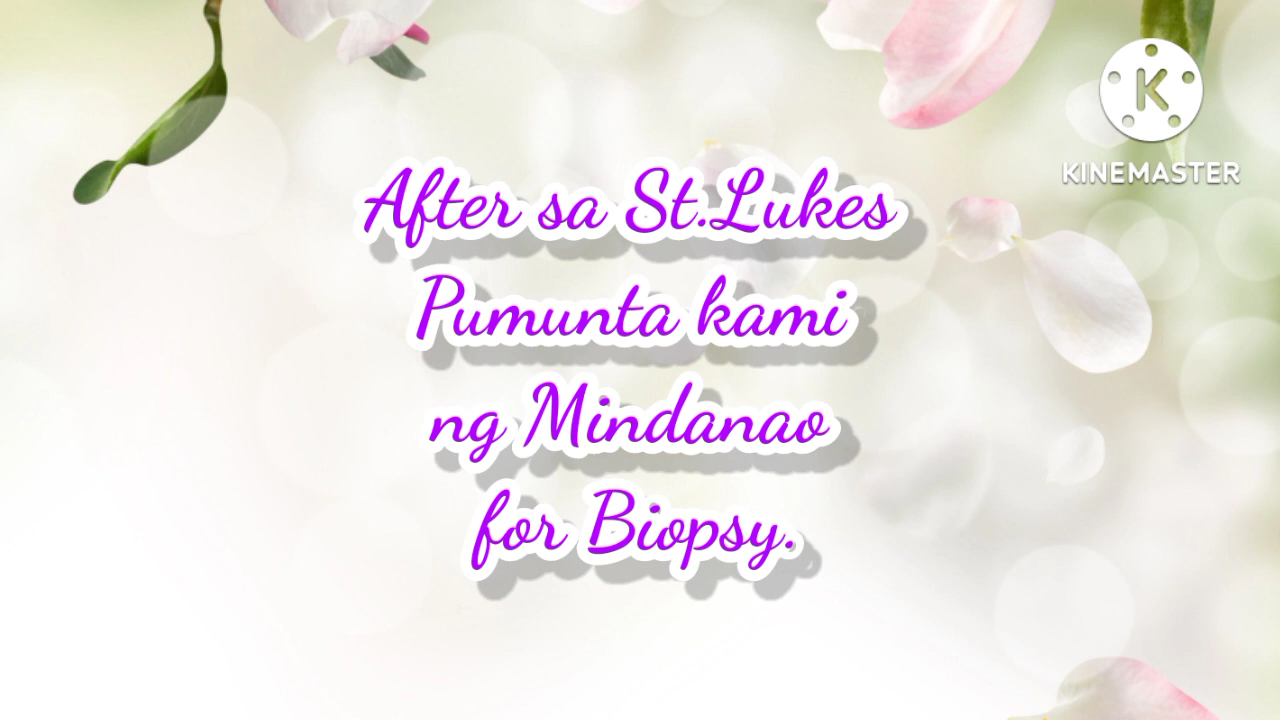 After sa St.Lukes
Pumunta kami
ng Mindanao
for Biopsy.
K
KINEMASTER